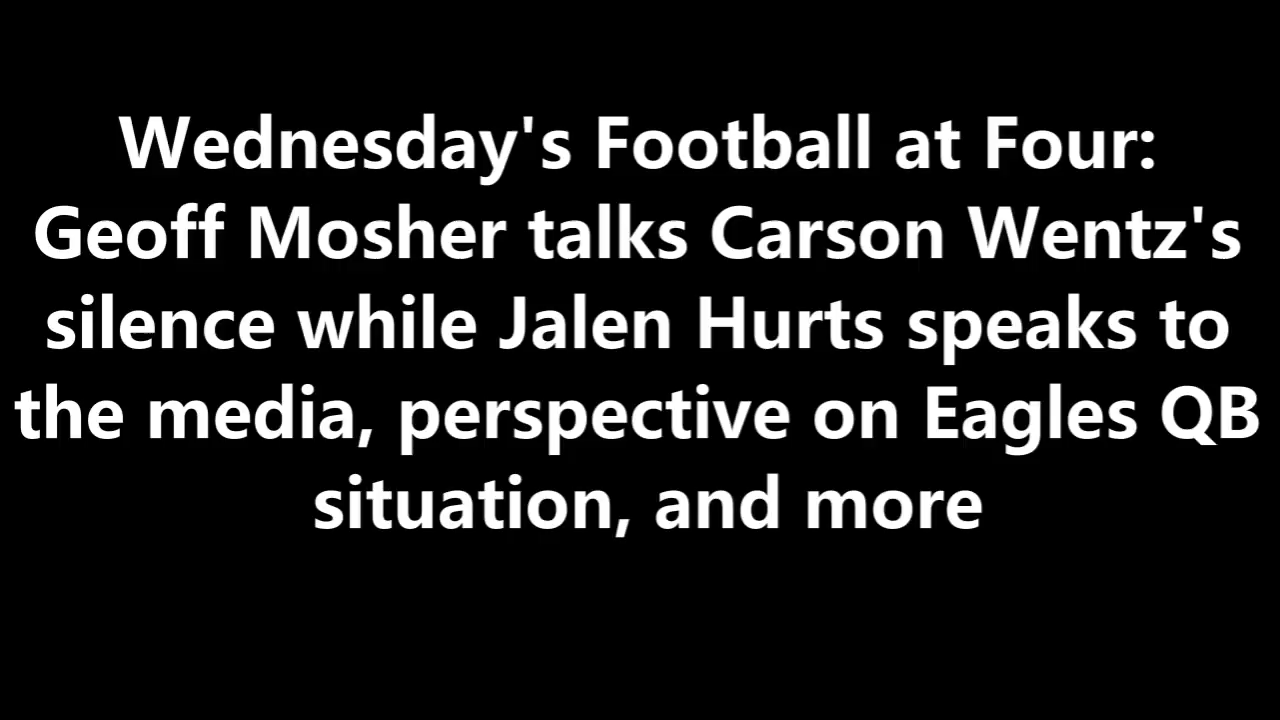 Wednesday's Football at Four:
Geoff Mosher talks Carson Wentz's
silence while Jalen Hurts speaks to
the media, perspective on Eagles QB
situation, and more